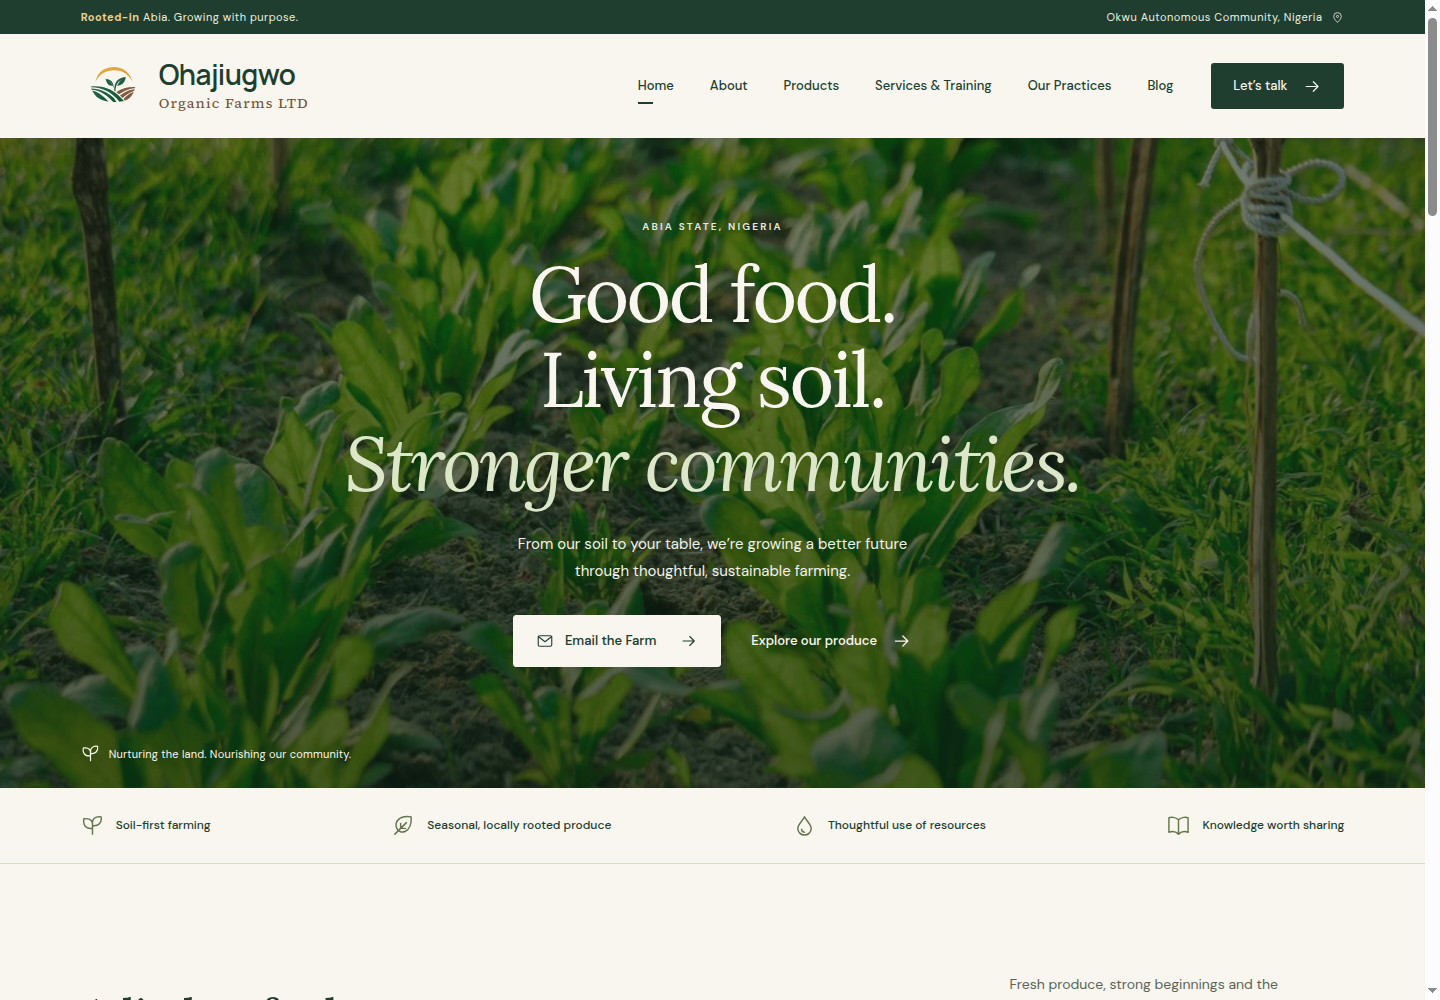 Rooted-in Abia. Growing with purpose.
Okwu Autonomous Community, Nigeria
Ohajiugwo
Organic Farms LTD
Home
About
Products
Services & Training
Our Practices
Blog
Let’s talk
ABIA STATE, NIGERIA
Good food.
Living soil.
Stronger communities.
From our soil to your table, we’re growing a better future
through thoughtful, sustainable farming.
Email the Farm
Explore our produce
Nurturing the land. Nourishing our community.
Soil-first farming
Seasonal, locally rooted produce
Thoughtful use of resources
Knowledge worth sharing
Fresh produce, strong beginnings and the